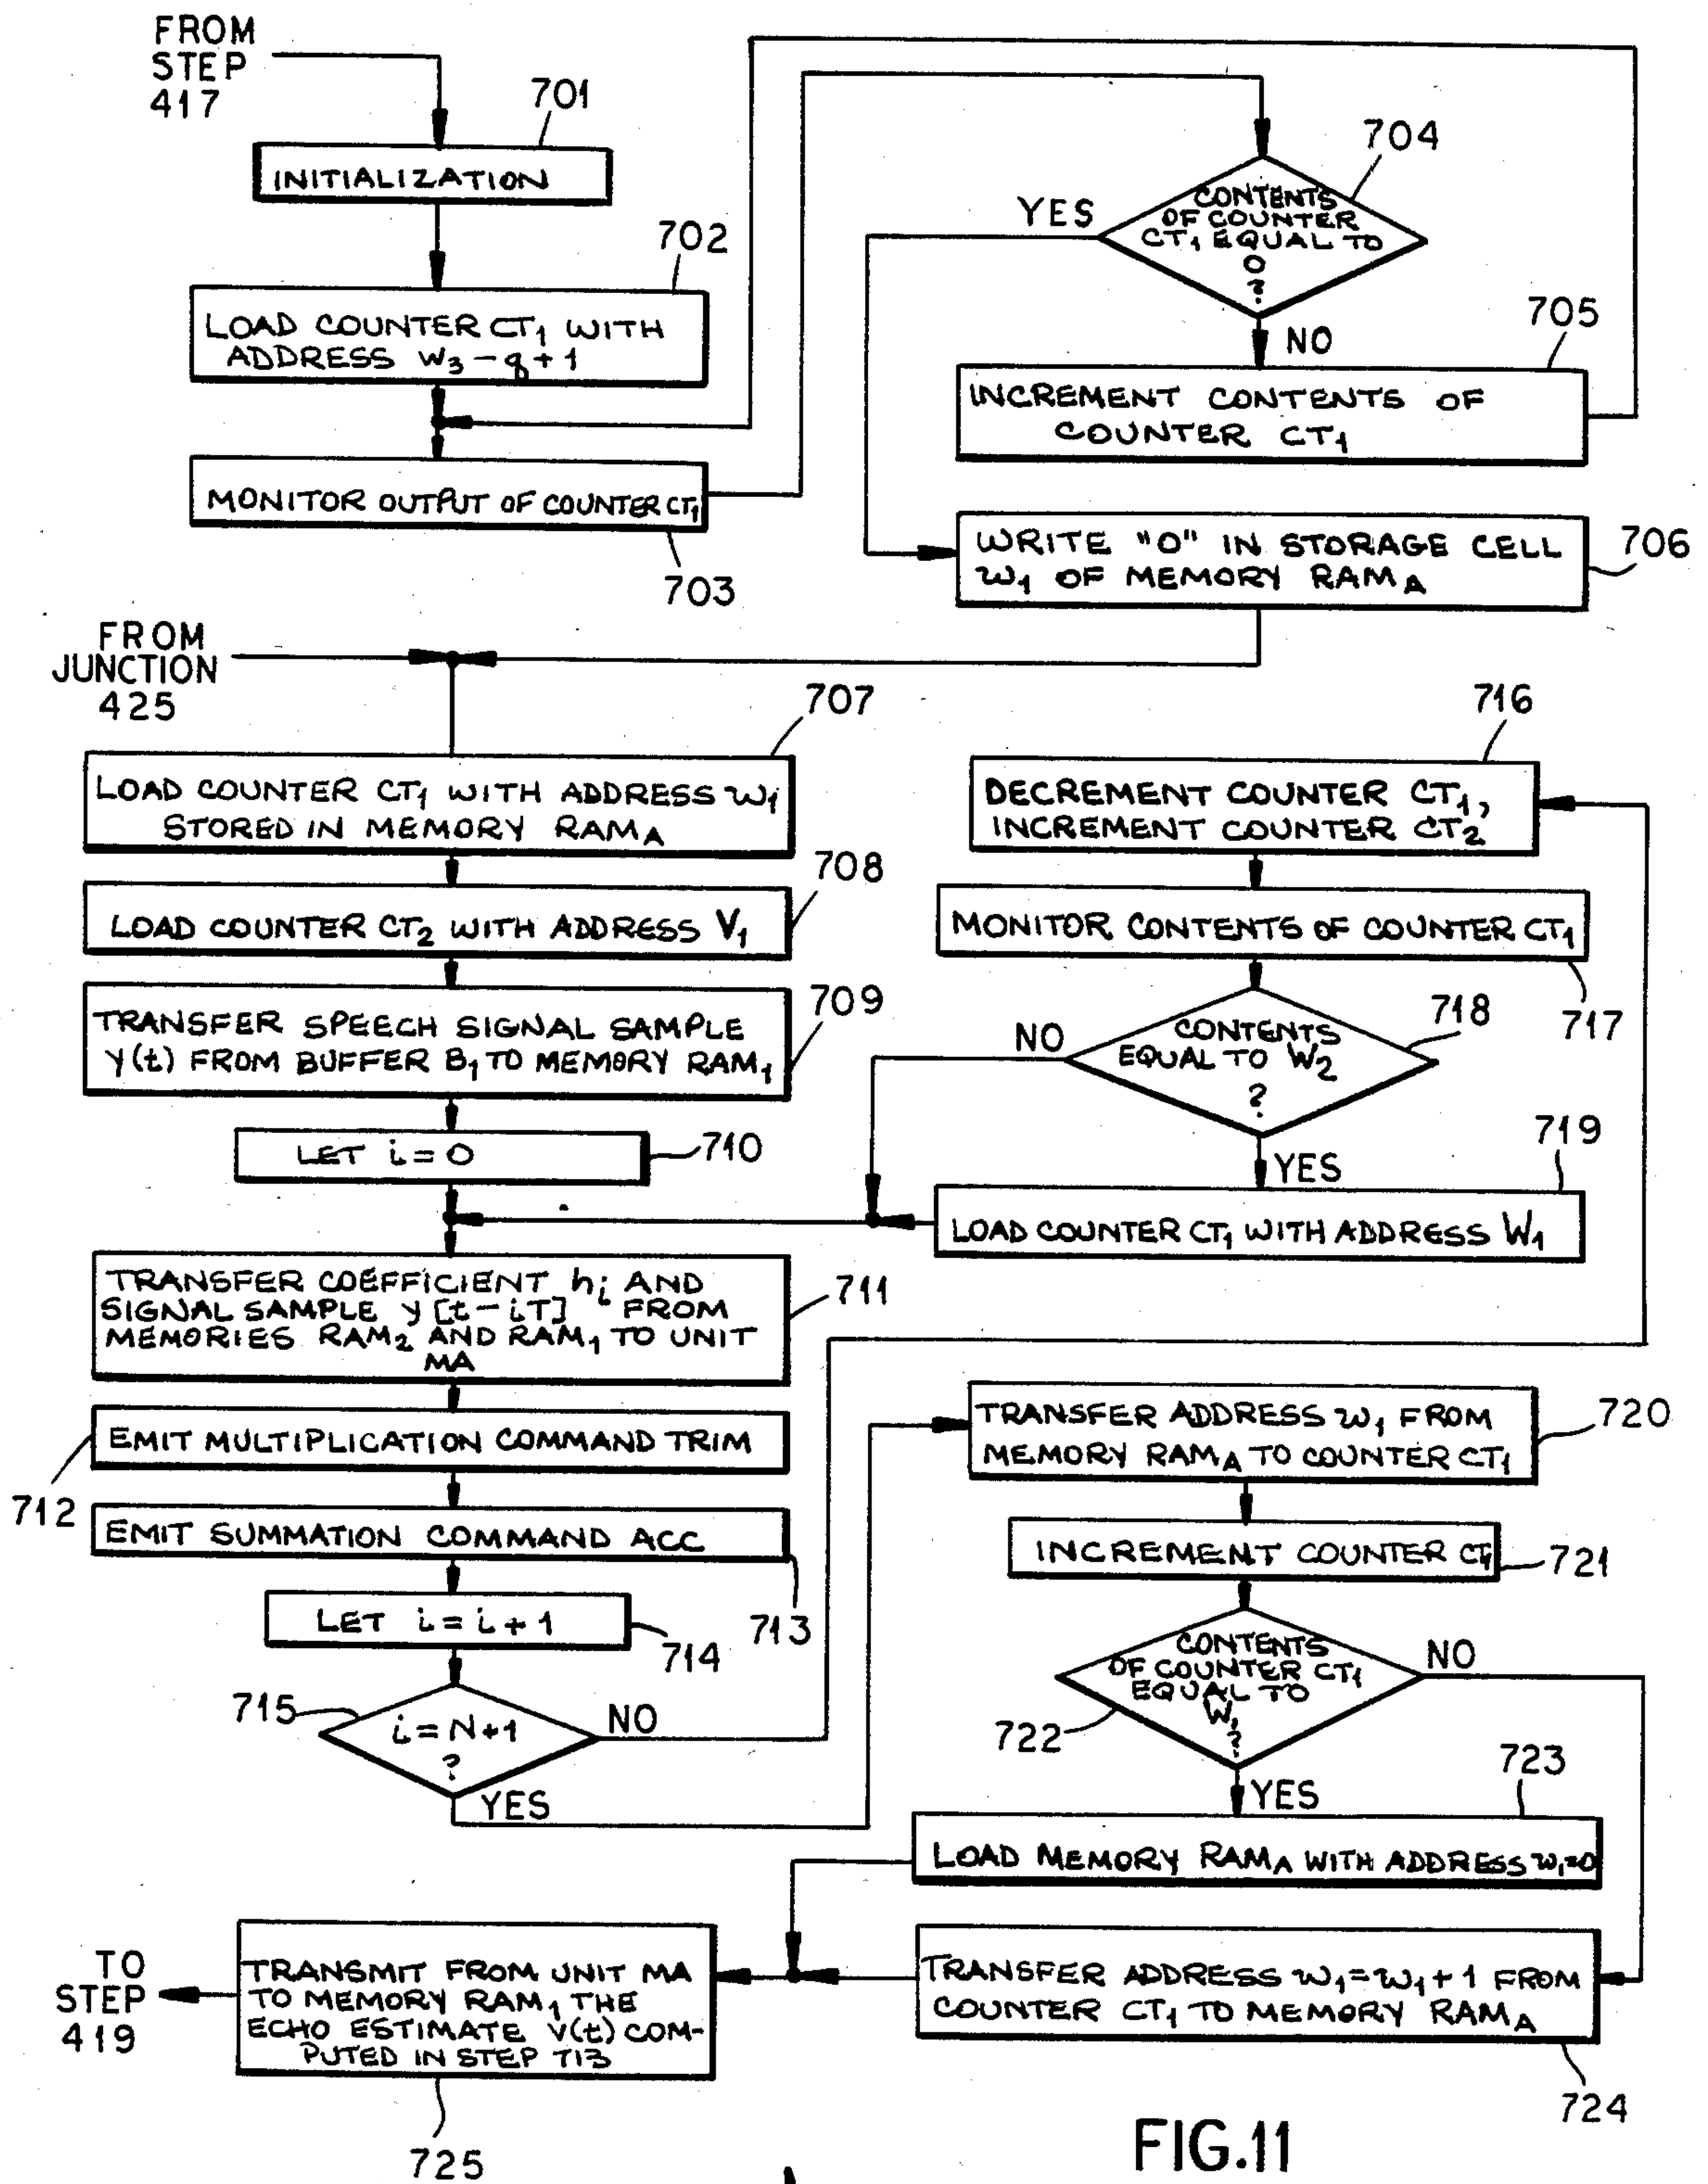 FROM
STEP
417
701
INITIALIZATION
702
LOAD COUNTER CT₁ WITH
ADDRESS W₃ - q + 1
MONITOR OUTPUT OF COUNTER CT₁
703
704
CONTENTS
OF COUNTER
CT₁ EQUAL TO
0
?
YES
NO
705
INCREMENT CONTENTS OF
COUNTER CT₁
WRITE "0" IN STORAGE CELL
w₁ OF MEMORY RAM_A
706
FROM
JUNCTION
425
707
LOAD COUNTER CT₁ WITH ADDRESS w₁
STORED IN MEMORY RAM_A
708
LOAD COUNTER CT₂ WITH ADDRESS V₁
709
TRANSFER SPEECH SIGNAL SAMPLE
y(t) FROM BUFFER B₁ TO MEMORY RAM₁
LET i = 0
710
TRANSFER COEFFICIENT hᵢ AND
SIGNAL SAMPLE y [t - iT] FROM
MEMORIES RAM₂ AND RAM₁ TO UNIT
MA
711
EMIT MULTIPLICATION COMMAND TRIM
712
EMIT SUMMATION COMMAND ACC
713
LET i = i + 1
714
715
i = N+1
?
NO
YES
716
DECREMENT COUNTER CT₁,
INCREMENT COUNTER CT₂
MONITOR CONTENTS OF COUNTER CT₁
717
718
CONTENTS
EQUAL TO W₂
?
NO
YES
719
LOAD COUNTER CT₁ WITH ADDRESS W₁
TRANSFER ADDRESS w₁ FROM
MEMORY RAM_A TO COUNTER CT₁
720
INCREMENT COUNTER CT₁
721
CONTENTS
OF COUNTER CT₁
EQUAL TO
W₁
?
722
NO
YES
723
LOAD MEMORY RAM_A WITH ADDRESS w₁=0
TRANSFER ADDRESS w₁=w₁+1 FROM
COUNTER CT₁ TO MEMORY RAM_A
724
TO
STEP
419
TRANSMIT FROM UNIT MA
TO MEMORY RAM₁ THE
ECHO ESTIMATE V(t) COM-
PUTED IN STEP 713
725
FIG.11